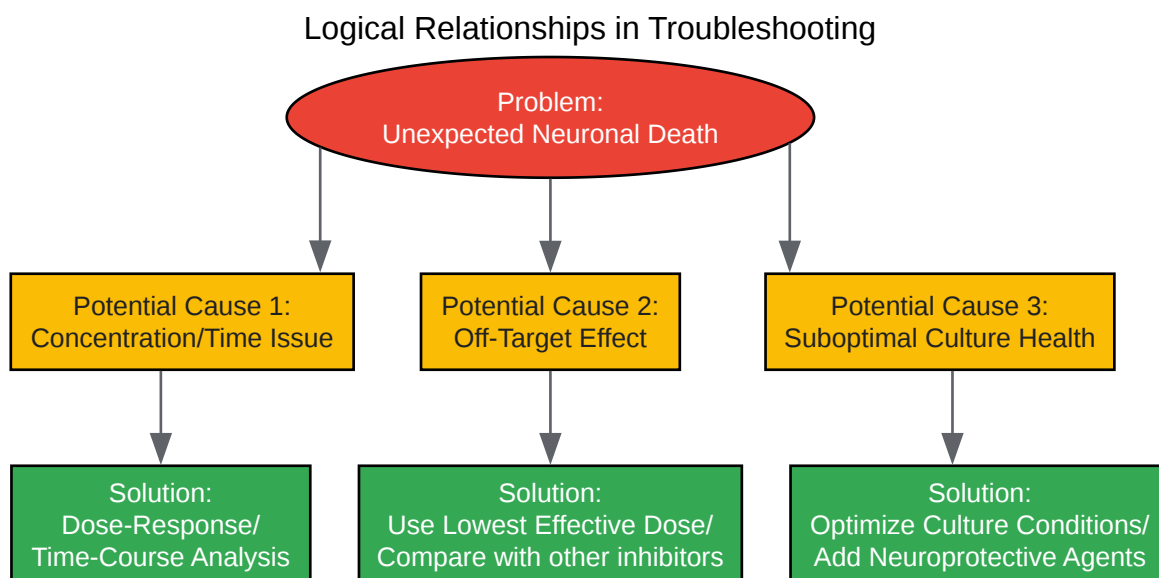 Logical Relationships in Troubleshooting
Problem:
Unexpected Neuronal Death
Potential Cause 1:
Concentration/Time Issue
Potential Cause 2:
Off-Target Effect
Potential Cause 3:
Suboptimal Culture Health
Solution:
Dose-Response/
Time-Course Analysis
Solution:
Use Lowest Effective Dose/
Compare with other inhibitors
Solution:
Optimize Culture Conditions/
Add Neuroprotective Agents